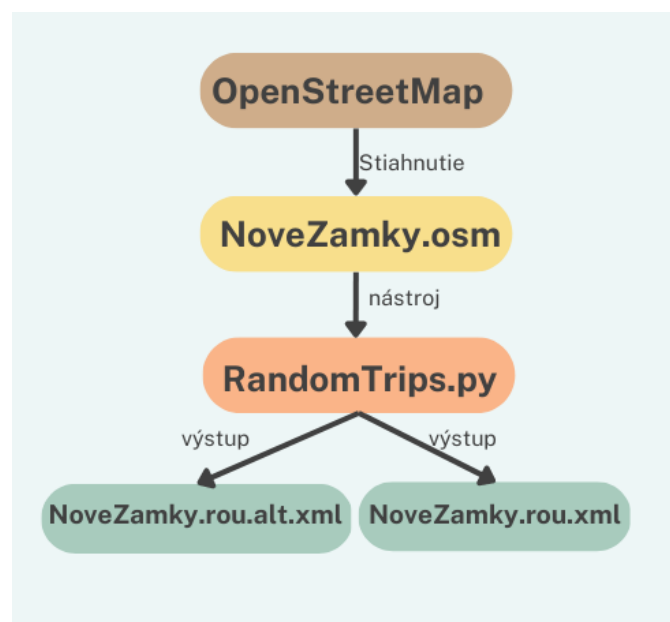 OpenStreetMap
Stiahnutie
NoveZamky.osm
nástroj
RandomTrips.py
výstup
výstup
NoveZamky.rou.alt.xml
NoveZamky.rou.xml